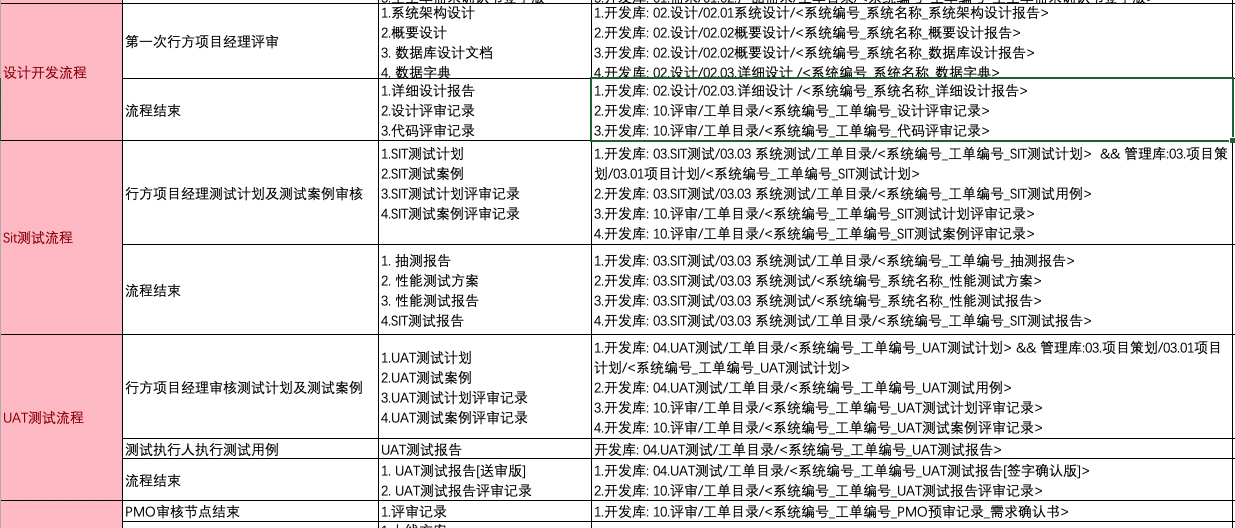 设计开发流程
第一次行方项目经理评审
1.系统架构设计
2.概要设计
3. 数据库设计文档
4. 数据字典
1.开发库: 02.设计/02.01系统设计/<系统编号_系统名称_系统架构设计报告>
2.开发库: 02.设计/02.02概要设计/<系统编号_系统名称_概要设计报告>
3.开发库: 02.设计/02.02概要设计/<系统编号_系统名称_数据库设计报告>
4.开发库: 02.设计/02.03.详细设计 /<系统编号_系统名称_数据字典>
流程结束
1.详细设计报告
2.设计评审记录
3.代码评审记录
1.开发库: 02.设计/02.03.详细设计 /<系统编号_系统名称_详细设计报告>
2.开发库: 10.评审/工单目录/<系统编号_工单编号_设计评审记录>
3.开发库: 10.评审/工单目录/<系统编号_工单编号_代码评审记录>
Sit测试流程
行方项目经理测试计划及测试案例审核
1.SIT测试计划
2.SIT测试案例
3.SIT测试计划评审记录
4.SIT测试案例评审记录
1.开发库: 03.SIT测试/03.03 系统测试/工单目录/<系统编号_工单编号_SIT测试计划>  && 管理库:03.项目策
划/03.01项目计划/<系统编号_工单编号_SIT测试计划>
2.开发库: 03.SIT测试/03.03 系统测试/工单目录/<系统编号_工单编号_SIT测试用例>
3.开发库: 10.评审/工单目录/<系统编号_工单编号_SIT测试计划评审记录>
4.开发库: 10.评审/工单目录/<系统编号_工单编号_SIT测试案例评审记录>
流程结束
1. 抽测报告
2. 性能测试方案
3. 性能测试报告
4.SIT测试报告
1.开发库: 03.SIT测试/03.03 系统测试/工单目录/<系统编号_工单编号_抽测报告>
2.开发库: 03.SIT测试/03.03 系统测试/<系统编号_系统名称_性能测试方案>
3.开发库: 03.SIT测试/03.03 系统测试/<系统编号_系统名称_性能测试报告>
4.开发库: 03.SIT测试/03.03 系统测试/工单目录/<系统编号_工单编号_SIT测试报告>
UAT测试流程
行方项目经理审核测试计划及测试案例
1.UAT测试计划
2.UAT测试案例
3.UAT测试计划评审记录
4.UAT测试案例评审记录
1.开发库: 04.UAT测试/工单目录/<系统编号_工单编号_UAT测试计划> && 管理库:03.项目策划/03.01项目
计划/<系统编号_工单编号_UAT测试计划>
2.开发库: 04.UAT测试/工单目录/<系统编号_工单编号_UAT测试用例>
3.开发库: 10.评审/工单目录/<系统编号_工单编号_UAT测试计划评审记录>
4.开发库: 10.评审/工单目录/<系统编号_工单编号_UAT测试案例评审记录>
测试执行人执行测试用例
UAT测试报告
开发库: 04.UAT测试/工单目录/<系统编号_工单编号_UAT测试报告>
流程结束
1. UAT测试报告[送审版]
2. UAT测试报告评审记录
1.开发库: 04.UAT测试/工单目录/<系统编号_工单编号_UAT测试报告[签字确认版]>
2.开发库: 10.评审/工单目录/<系统编号_工单编号_UAT测试报告评审记录>
PMO审核节点结束
1.评审记录
1.开发库: 10.评审/工单目录/<系统编号_工单编号_PMO预审记录_需求确认书>